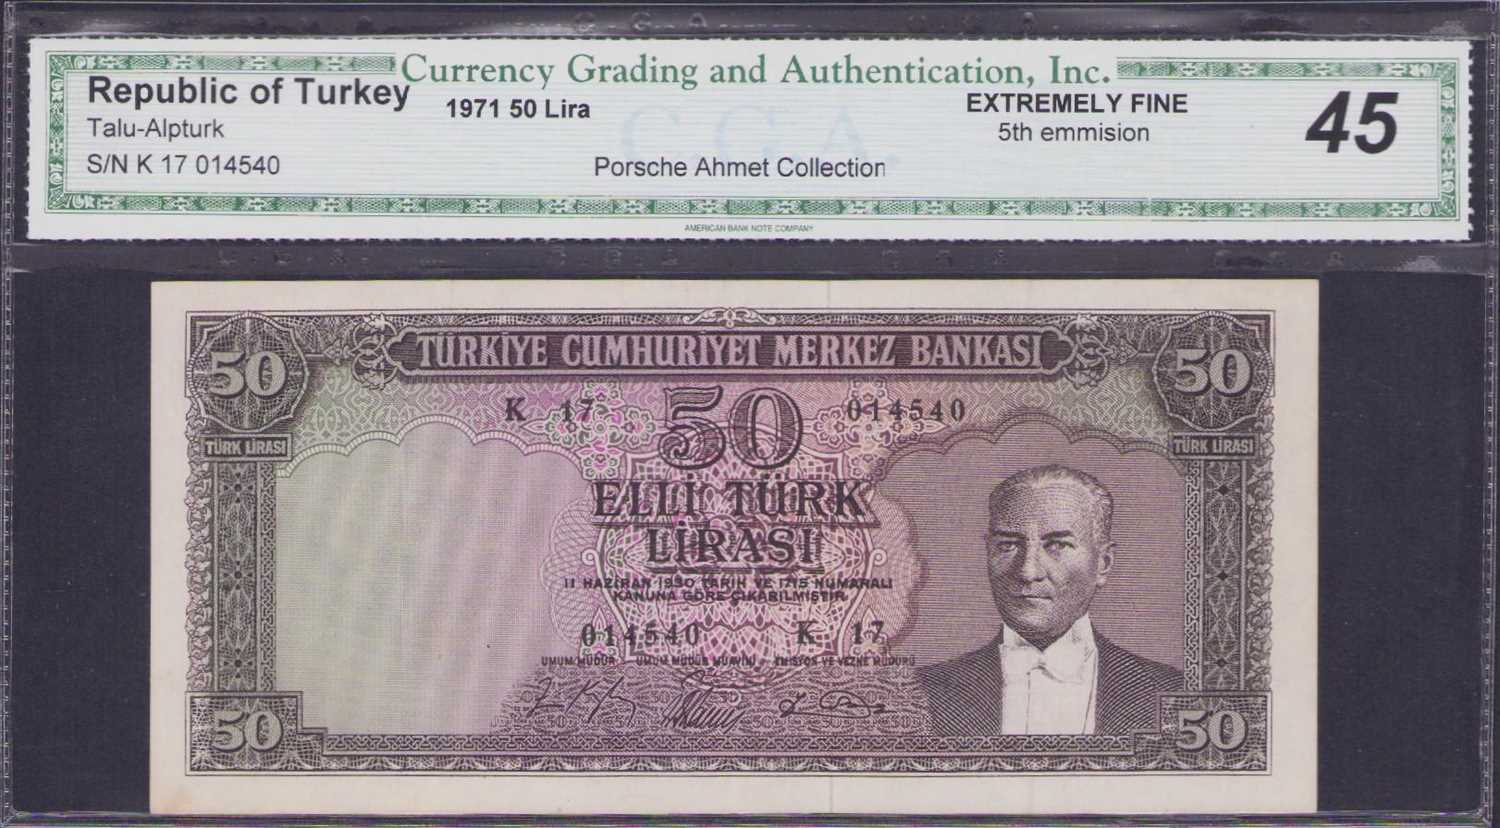 Currency Grading and Authentication, Inc.
Republic of Turkey
1971 50 Lira
EXTREMELY FINE
45
Talu-Alpturk
5th emmision
S/N K 17 014540
Porsche Ahmet Collection
C.G.A.
AMERICAN BANK NOTE COMPANY
TÜRKİYE CUMHURİYET MERKEZ BANKASI
50
50
K 17
50
014540
TÜRK LİRASI
TÜRK LİRASI
ELLİ TÜRK
LİRASI
11 HAZİRAN 1930 TARİH VE 1715 NUMARALI
KANUNA GÖRE ÇIKARILMIŞTIR
014540
K 17
UMUM MÜDÜR
UMUM MÜDÜR MUAVİNİ
EMİSYON VE VEZNE MÜDÜRÜ
50
50